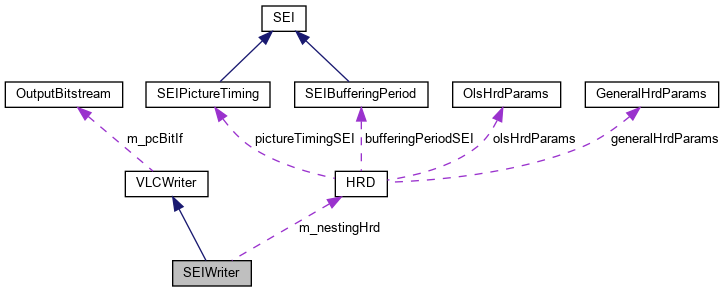 SEI
OutputBitstream
SEIPictureTiming
SEIBufferingPeriod
OlsHrdParams
GeneralHrdParams
m_pcBitIf
pictureTimingSEI
bufferingPeriodSEI
olsHrdParams
generalHrdParams
VLCWriter
HRD
m_nestingHrd
SEIWriter